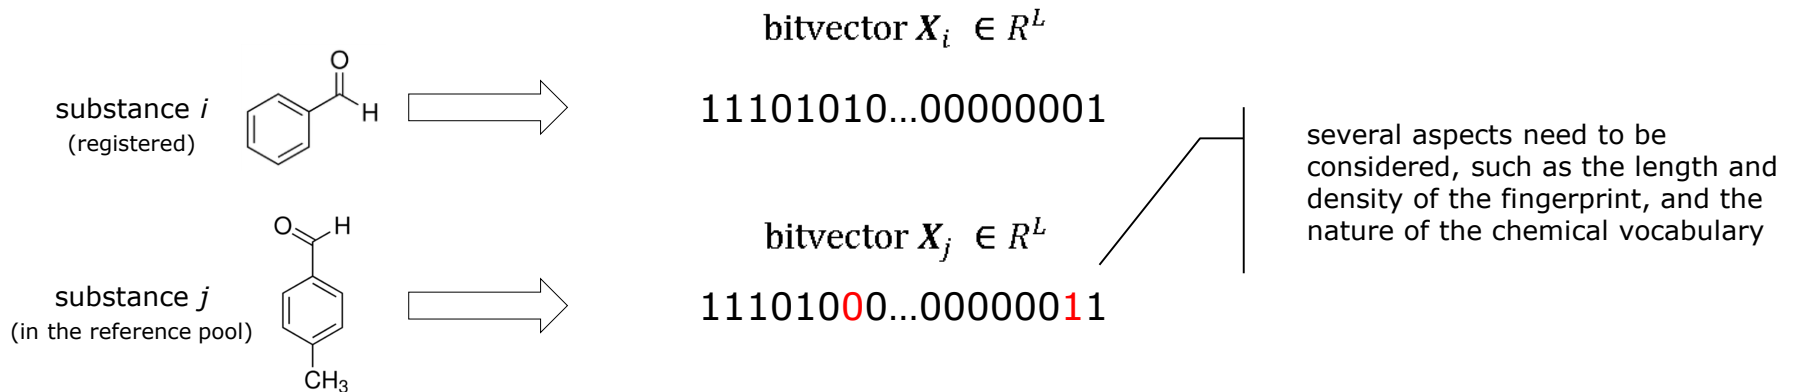 bitvector X_i ∈ R^L
O
H
substance i
(registered)
11101010...00000001
several aspects need to be
considered, such as the length and
density of the fingerprint, and the
nature of the chemical vocabulary
bitvector X_j ∈ R^L
O
H
substance j
(in the reference pool)
11101000...00000011
CH₃